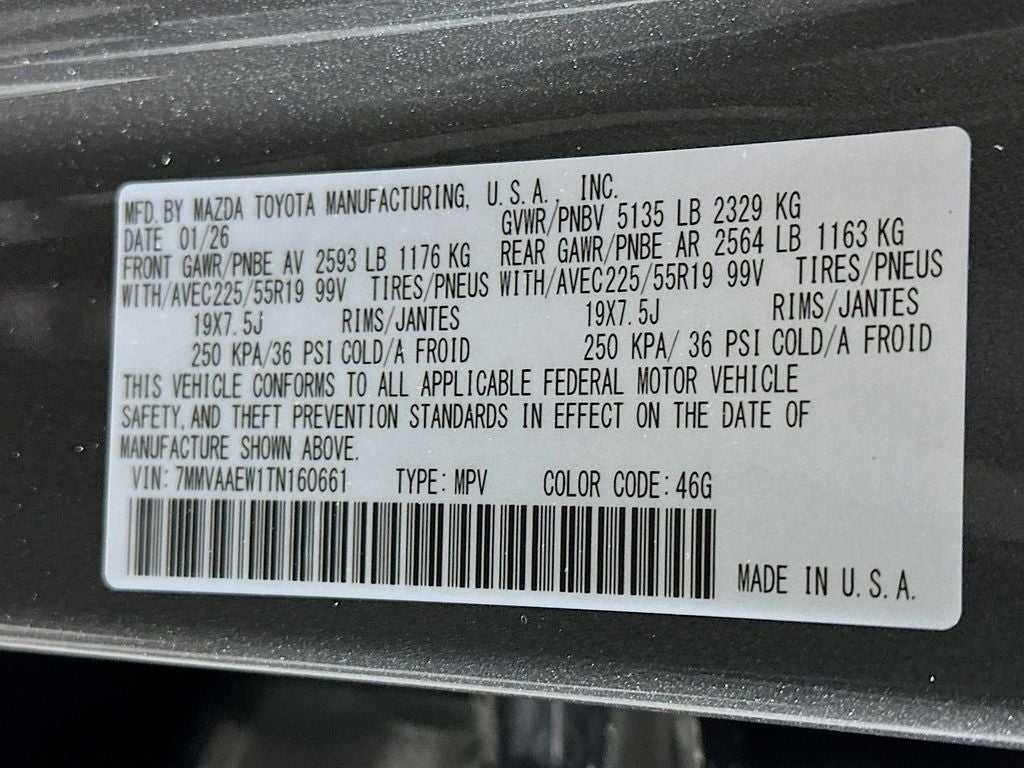 MFD. BY MAZDA TOYOTA MANUFACTURING, U.S.A., INC.
DATE 01/26 GVWR/PNBV 5135 LB 2329 KG
FRONT GAWR/PNBE AV 2593 LB 1176 KG REAR GAWR/PNBE AR 2564 LB 1163 KG
WITH/AVEC225/55R19 99V TIRES/PNEUS WITH/AVEC225/55R19 99V TIRES/PNEUS
19X7.5J RIMS/JANTES 19X7.5J RIMS/JANTES
250 KPA/36 PSI COLD/A FROID 250 KPA/ 36 PSI COLD/A FROID
THIS VEHICLE CONFORMS TO ALL APPLICABLE FEDERAL MOTOR VEHICLE
SAFETY, AND THEFT PREVENTION STANDARDS IN EFFECT ON THE DATE OF
MANUFACTURE SHOWN ABOVE.
VIN: 7MMVAAEW1TN160661 TYPE: MPV COLOR CODE: 46G
MADE IN U.S.A.